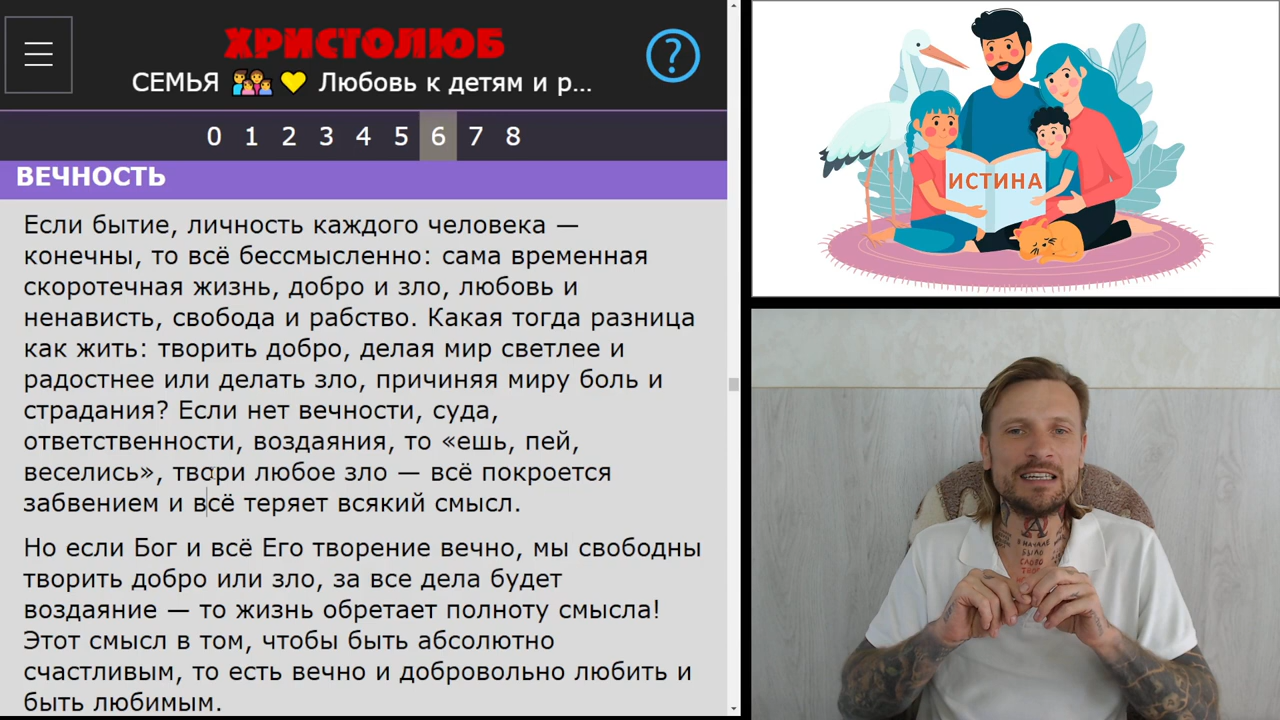 ХРИСТОЛЮБ
СЕМЬЯ 👨‍👩‍👧‍👦 💛 Любовь к детям и р...
0 1 2 3 4 5 6 7 8
ВЕЧНОСТЬ
Если бытие, личность каждого человека —
конечны, то всё бессмысленно: сама временная
скоротечная жизнь, добро и зло, любовь и
ненависть, свобода и рабство. Какая тогда разница
как жить: творить добро, делая мир светлее и
радостнее или делать зло, причиняя миру боль и
страдания? Если нет вечности, суда,
ответственности, воздаяния, то «ешь, пей,
веселись», твори любое зло — всё покроется
забвением и всё теряет всякий смысл.
Но если Бог и всё Его творение вечно, мы свободны
творить добро или зло, за все дела будет
воздаяние — то жизнь обретает полноту смысла!
Этот смысл в том, чтобы быть абсолютно
счастливым, то есть вечно и добровольно любить и
быть любимым.
ИСТИНА
В НАЧАЛЕ
БЫЛО
СЛОВО